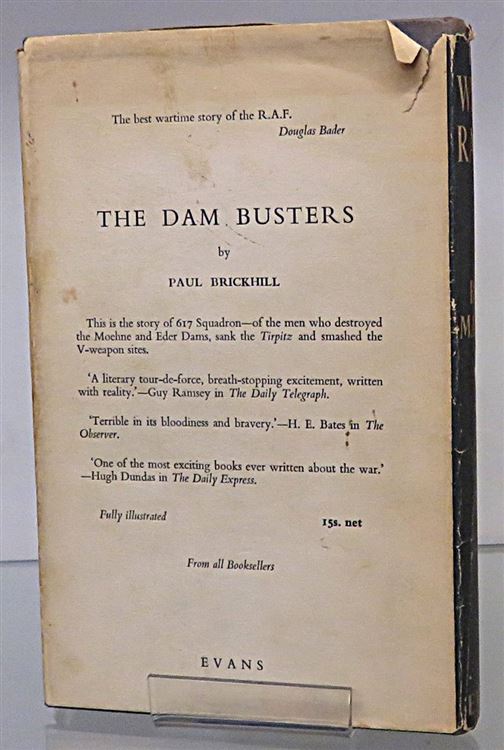 The best wartime story of the R.A.F.
Douglas Bader
THE DAM BUSTERS
by
PAUL BRICKHILL
This is the story of 617 Squadron—of the men who destroyed
the Moehne and Eder Dams, sank the Tirpitz and smashed the
V-weapon sites.
'A literary tour-de-force, breath-stopping excitement, written
with reality.'—Guy Ramsey in The Daily Telegraph.
'Terrible in its bloodiness and bravery.'—H. E. Bates in The
Observer.
'One of the most exciting books ever written about the war.'
—Hugh Dundas in The Daily Express.
Fully illustrated
15s. net
From all Booksellers
EVANS